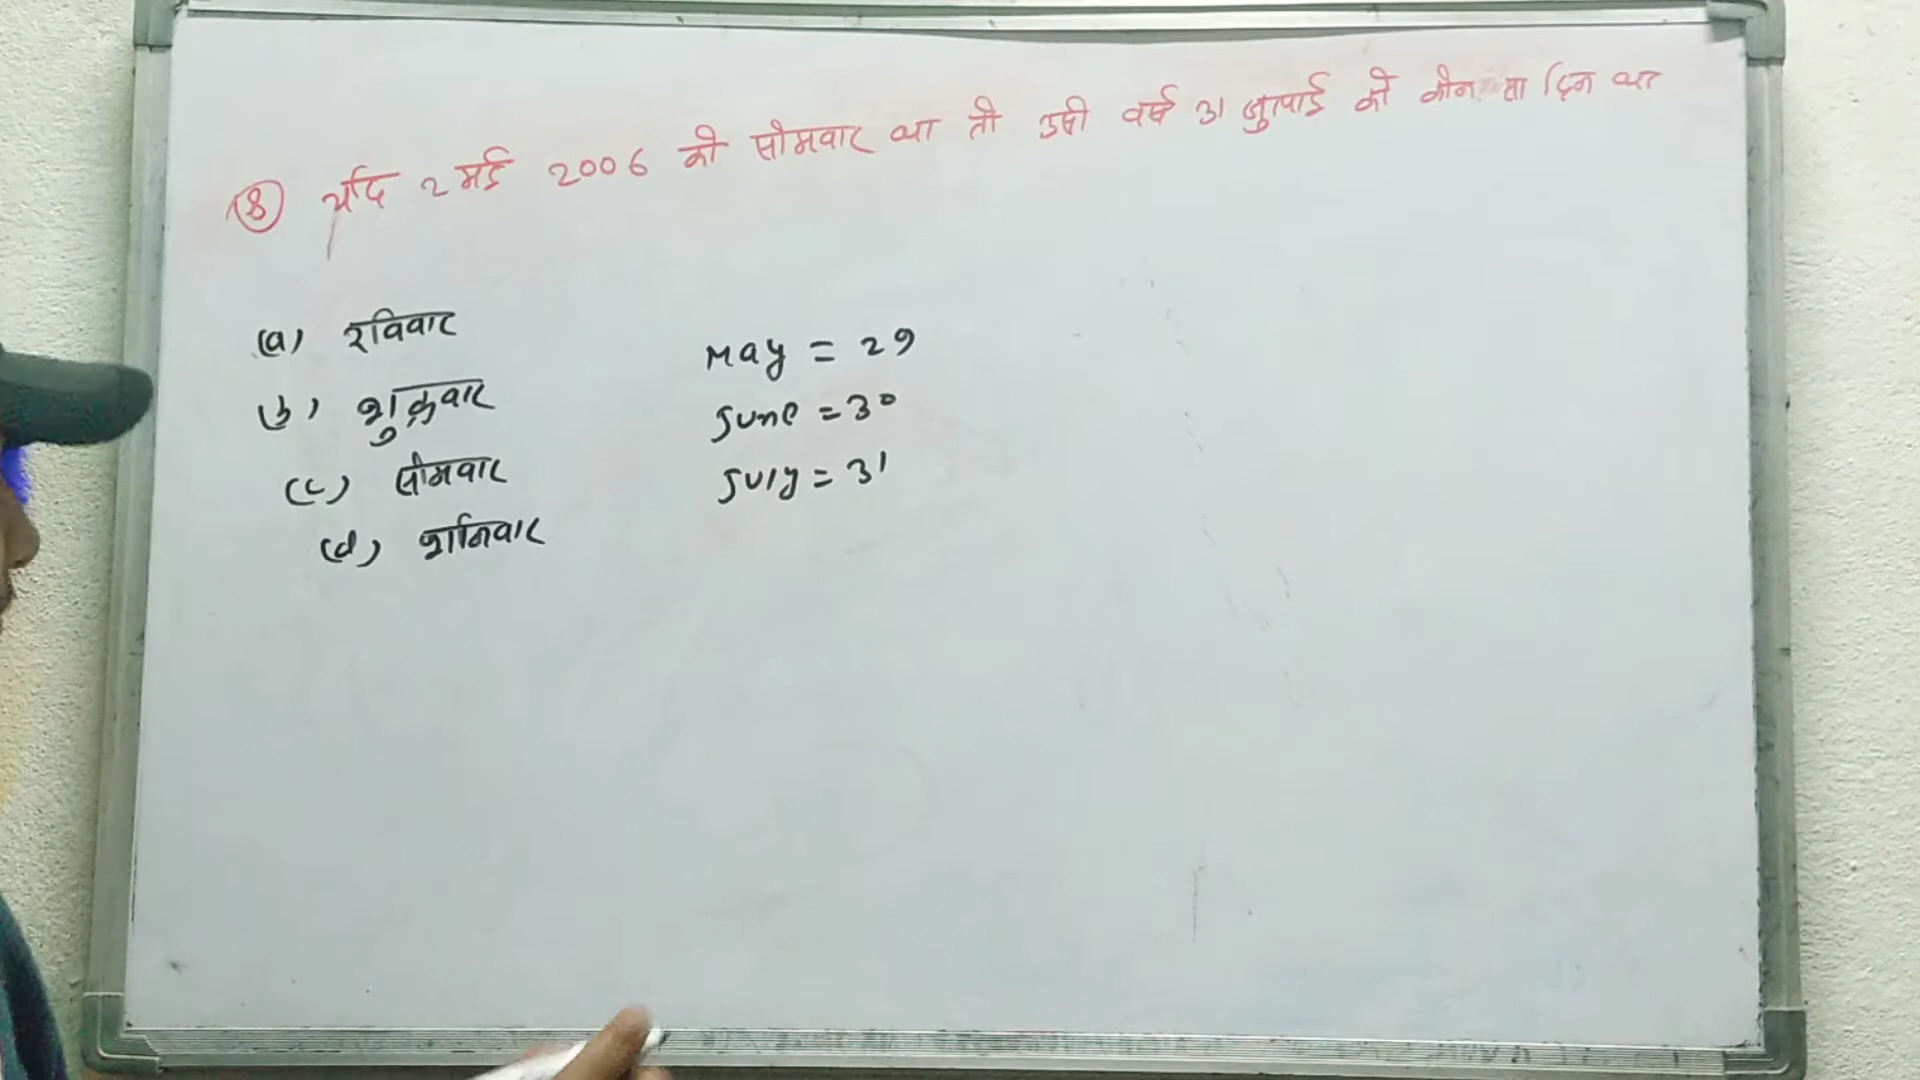 (8) यदि 2 मई 2006 को सोमवार था तो उसी वर्ष 31 जुलाई को कौन सा दिन था
(a) रविवार
(b) शुक्रवार
(c) सोमवार
(d) शनिवार
May = 29
June = 30
July = 31